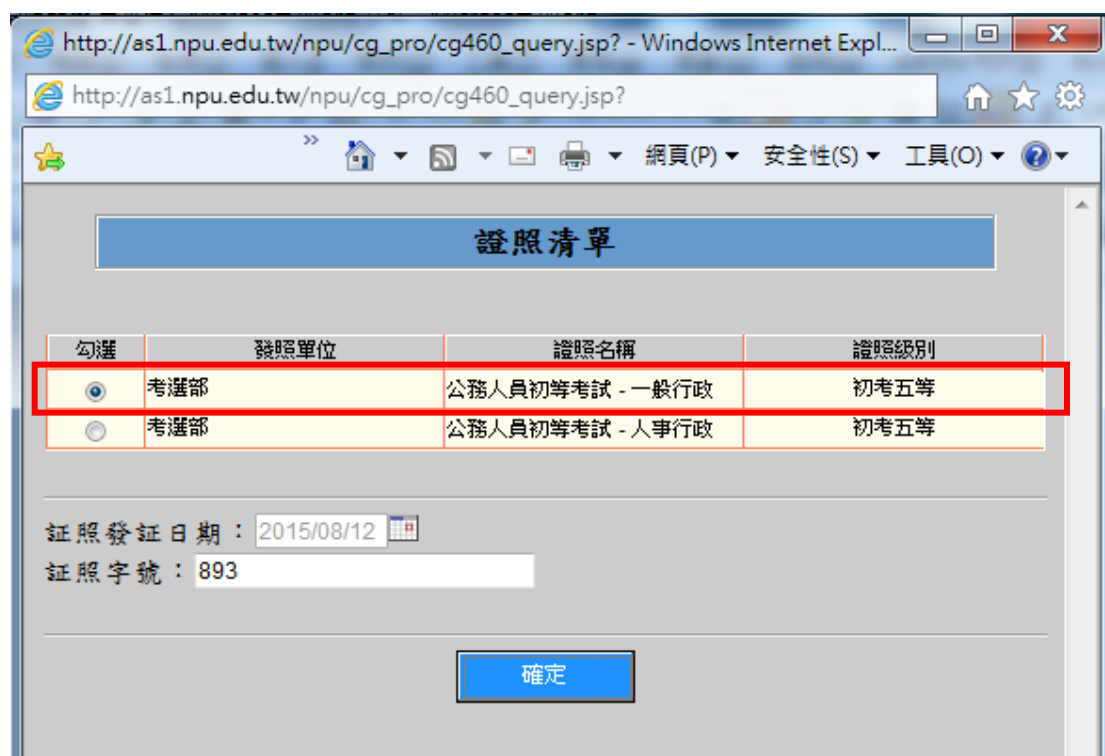 http://as1.npu.edu.tw/npu/cg_pro/cg460_query.jsp? - Windows Internet Expl...
http://as1.npu.edu.tw/npu/cg_pro/cg460_query.jsp?
» 網頁(P) 安全性(S) 工具(O)
證照清單
勾選 發照單位 證照名稱 證照級別
考選部 公務人員初等考試 - 一般行政 初考五等
考選部 公務人員初等考試 - 人事行政 初考五等
証照發証日期：2015/08/12
証照字號：893
確定